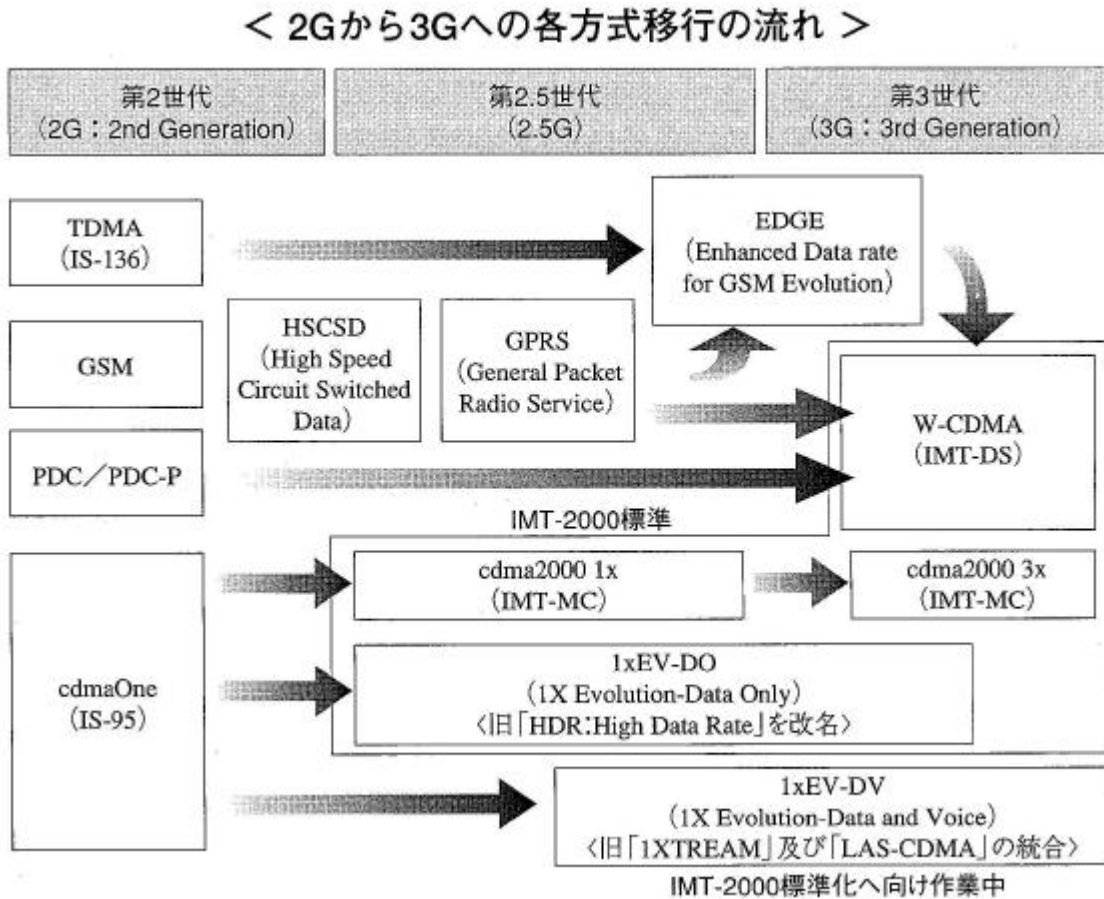 < 2Gから3Gへの各方式移行の流れ >
第2世代
（2G：2nd Generation）
第2.5世代
（2.5G）
第3世代
（3G：3rd Generation）
TDMA
（IS-136）
EDGE
（Enhanced Data rate
for GSM Evolution）
GSM
HSCSD
（High Speed
Circuit Switched
Data）
GPRS
（General Packet
Radio Service）
W-CDMA
（IMT-DS）
PDC／PDC-P
IMT-2000標準
cdmaOne
（IS-95）
cdma2000 1x
（IMT-MC）
cdma2000 3x
（IMT-MC）
1xEV-DO
（1X Evolution-Data Only）
〈旧「HDR:High Data Rate」を改名〉
1xEV-DV
（1X Evolution-Data and Voice）
〈旧「1XTREAM」及び「LAS-CDMA」の統合〉
IMT-2000標準化へ向け作業中